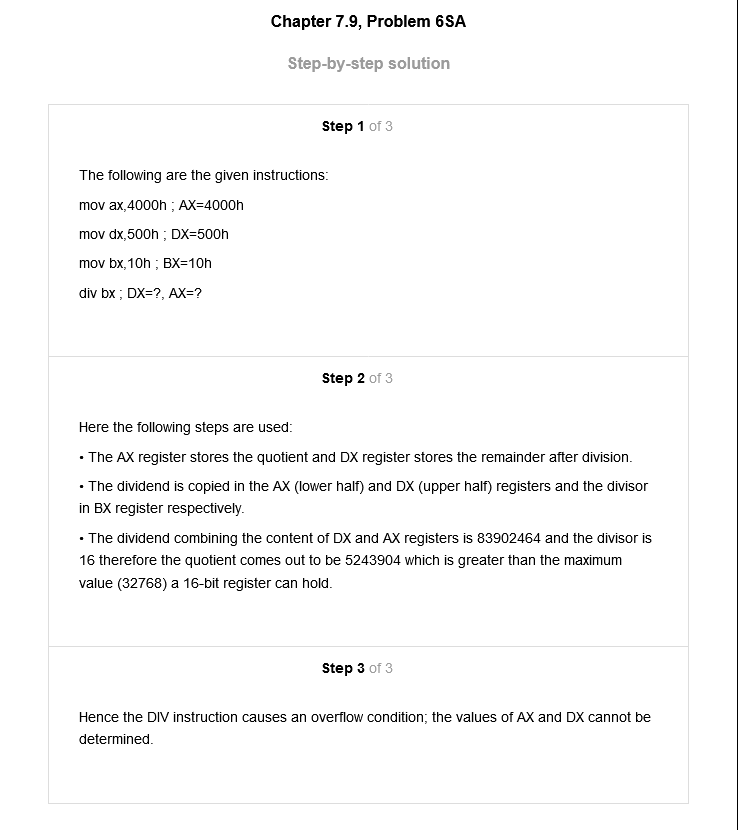 Chapter 7.9, Problem 6SA
Step-by-step solution
Step 1 of 3
The following are the given instructions:
mov ax,4000h ; AX=4000h
mov dx,500h ; DX=500h
mov bx,10h ; BX=10h
div bx ; DX=?, AX=?
Step 2 of 3
Here the following steps are used:
• The AX register stores the quotient and DX register stores the remainder after division.
• The dividend is copied in the AX (lower half) and DX (upper half) registers and the divisor
in BX register respectively.
• The dividend combining the content of DX and AX registers is 83902464 and the divisor is
16 therefore the quotient comes out to be 5243904 which is greater than the maximum
value (32768) a 16-bit register can hold.
Step 3 of 3
Hence the DIV instruction causes an overflow condition; the values of AX and DX cannot be
determined.